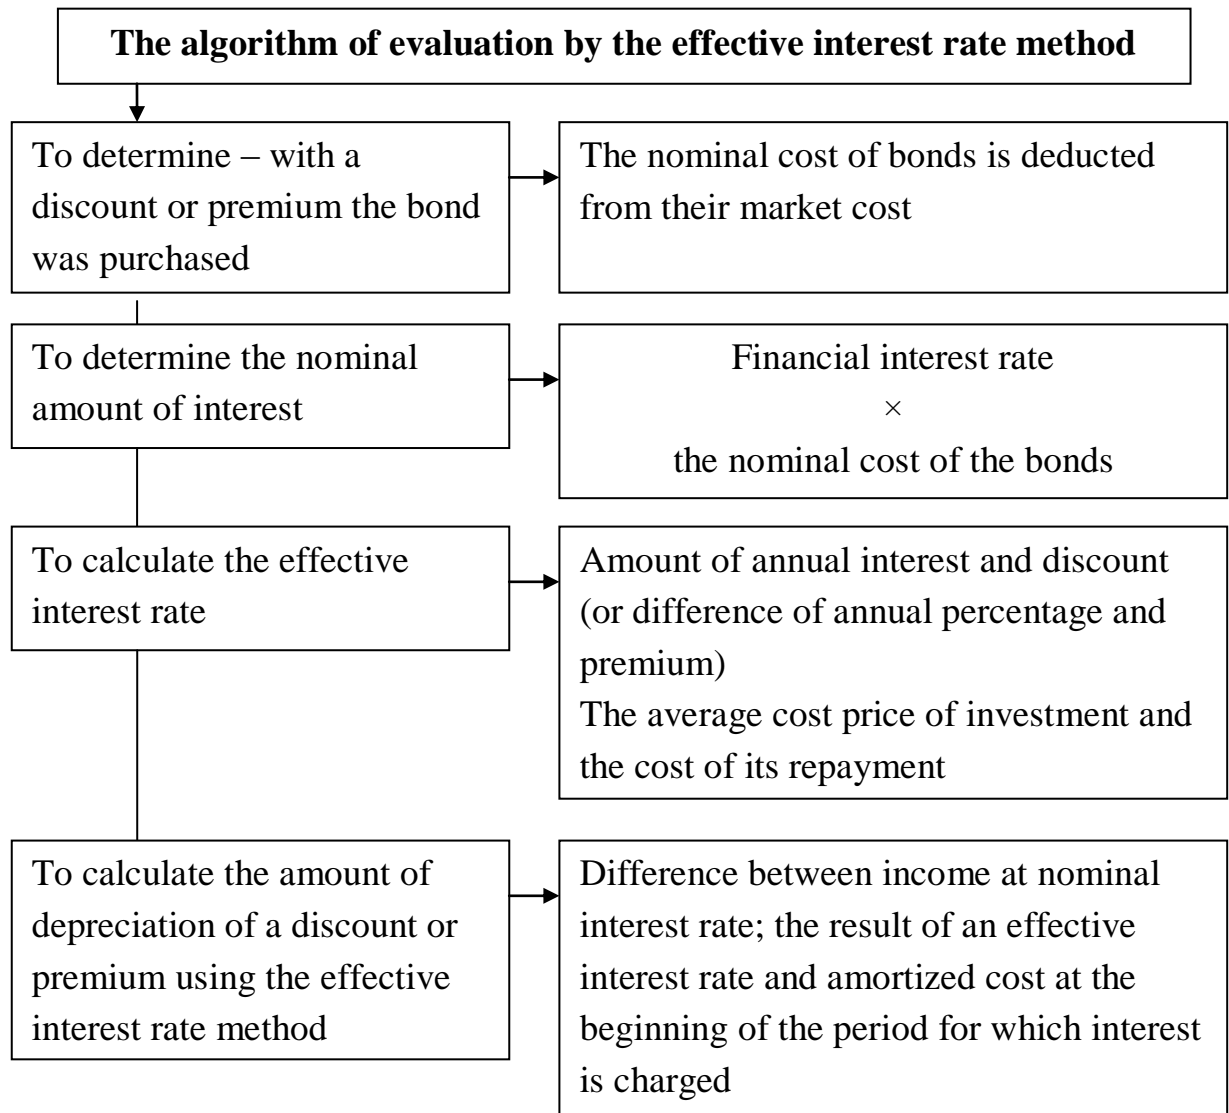 The algorithm of evaluation by the effective interest rate method
To determine – with a
discount or premium the bond
was purchased
The nominal cost of bonds is deducted
from their market cost
To determine the nominal
amount of interest
Financial interest rate
×
the nominal cost of the bonds
To calculate the effective
interest rate
Amount of annual interest and discount
(or difference of annual percentage and
premium)
The average cost price of investment and
the cost of its repayment
To calculate the amount of
depreciation of a discount or
premium using the effective
interest rate method
Difference between income at nominal
interest rate; the result of an effective
interest rate and amortized cost at the
beginning of the period for which interest
is charged